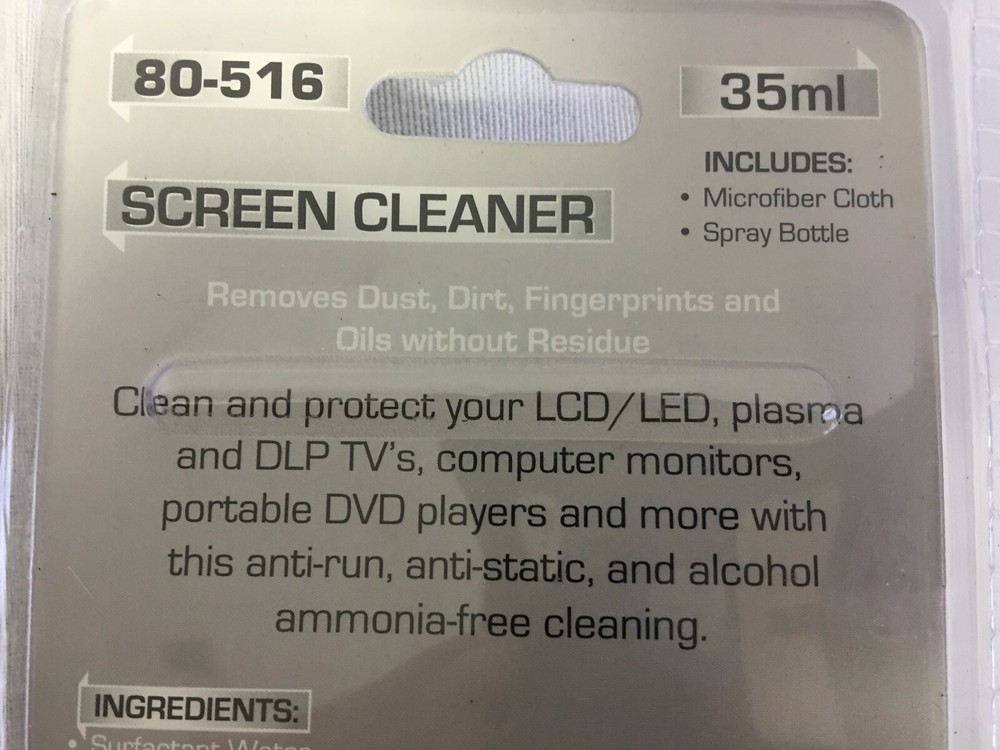 80-516
35ml
SCREEN CLEANER
INCLUDES:
• Microfiber Cloth
• Spray Bottle
Removes Dust, Dirt, Fingerprints and
Oils without Residue
Clean and protect your LCD/LED, plasma
and DLP TV's, computer monitors,
portable DVD players and more with
this anti-run, anti-static, and alcohol
ammonia-free cleaning.
INGREDIENTS:
• Surfactant Water